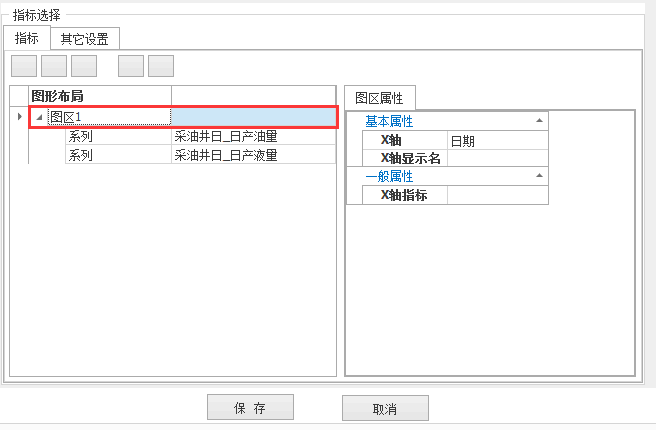 指标选择
指标 其它设置
图形布局
图区1
系列 采油井日_日产油量
系列 采油井日_日产液量
图区属性
基本属性
X轴 日期
X轴显示名
一般属性
X轴指标
保 存 取消